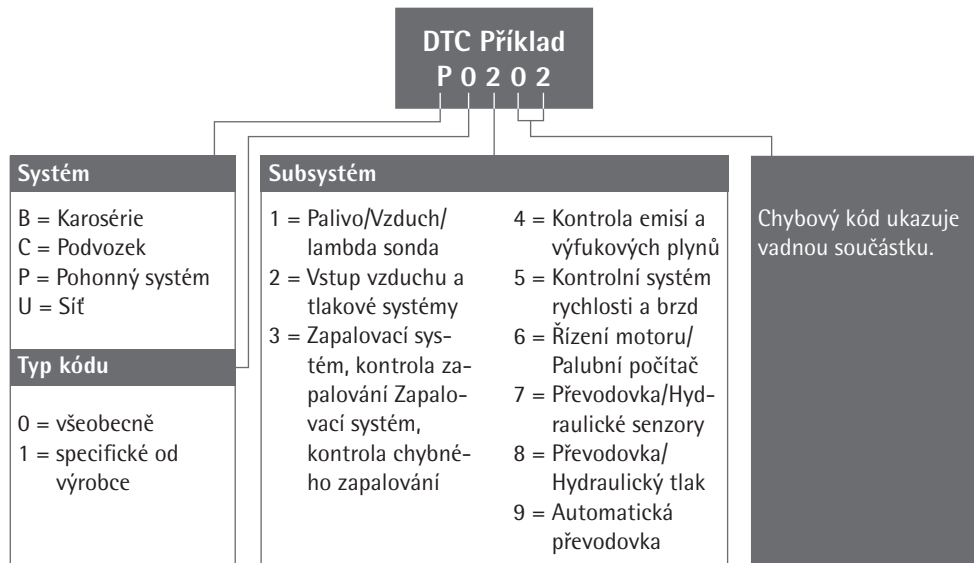 DTC Příklad
P 0 2 0 2
Systém
B = Karosérie
C = Podvozek
P = Pohonný systém
U = Síť
Typ kódu
0 = všeobecně
1 = specifické od
výrobce
Subsystém
1 = Palivo/Vzduch/
lambda sonda
2 = Vstup vzduchu a
tlakové systémy
3 = Zapalovací sys-
tém, kontrola za-
palování Zapalo-
vací systém,
kontrola chybné-
ho zapalování
4 = Kontrola emisí a
výfukových plynů
5 = Kontrolní systém
rychlosti a brzd
6 = Řízení motoru/
Palubní počítač
7 = Převodovka/Hyd-
raulické senzory
8 = Převodovka/
Hydraulický tlak
9 = Automatická
převodovka
Chybový kód ukazuje
vadnou součástku.